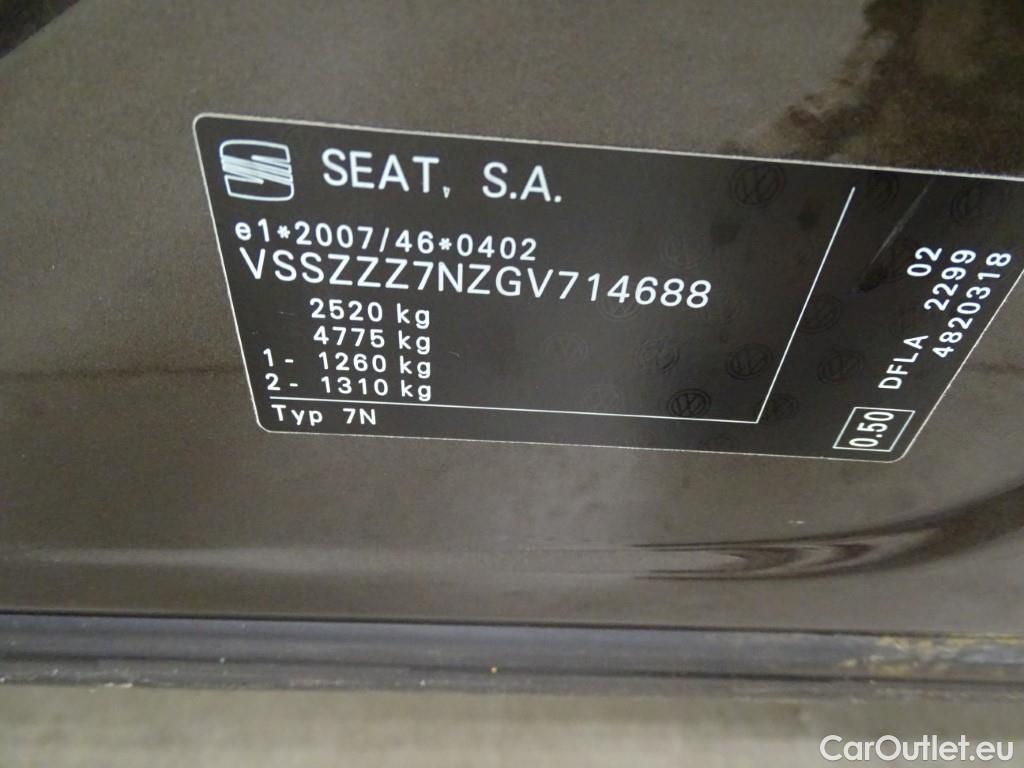 SEAT, S.A.
e1*2007/46*0402
VSSZZZ7NZGV714688
2520 kg
4775 kg
1- 1260 kg
2- 1310 kg
Typ 7N
DFLA 02
2299
4820318
0.50
CarOutlet.eu